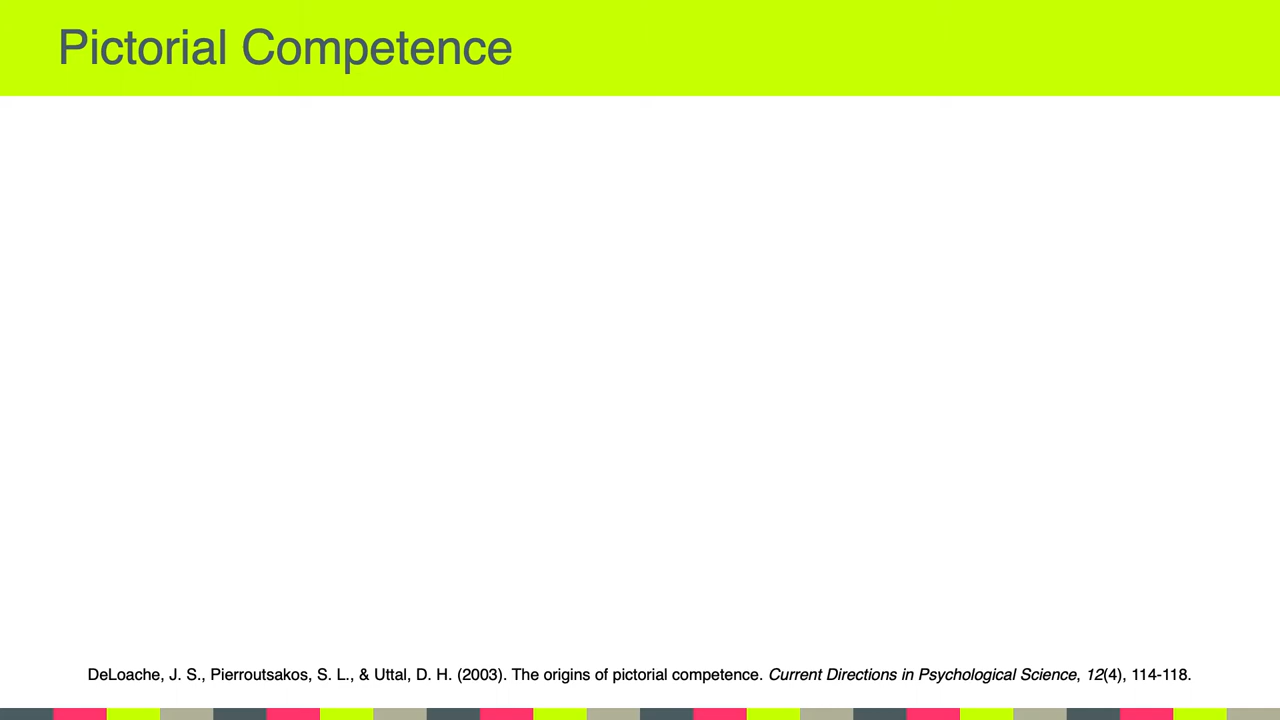 Pictorial Competence
DeLoache, J. S., Pierroutsakos, S. L., & Uttal, D. H. (2003). The origins of pictorial competence. Current Directions in Psychological Science, 12(4), 114-118.